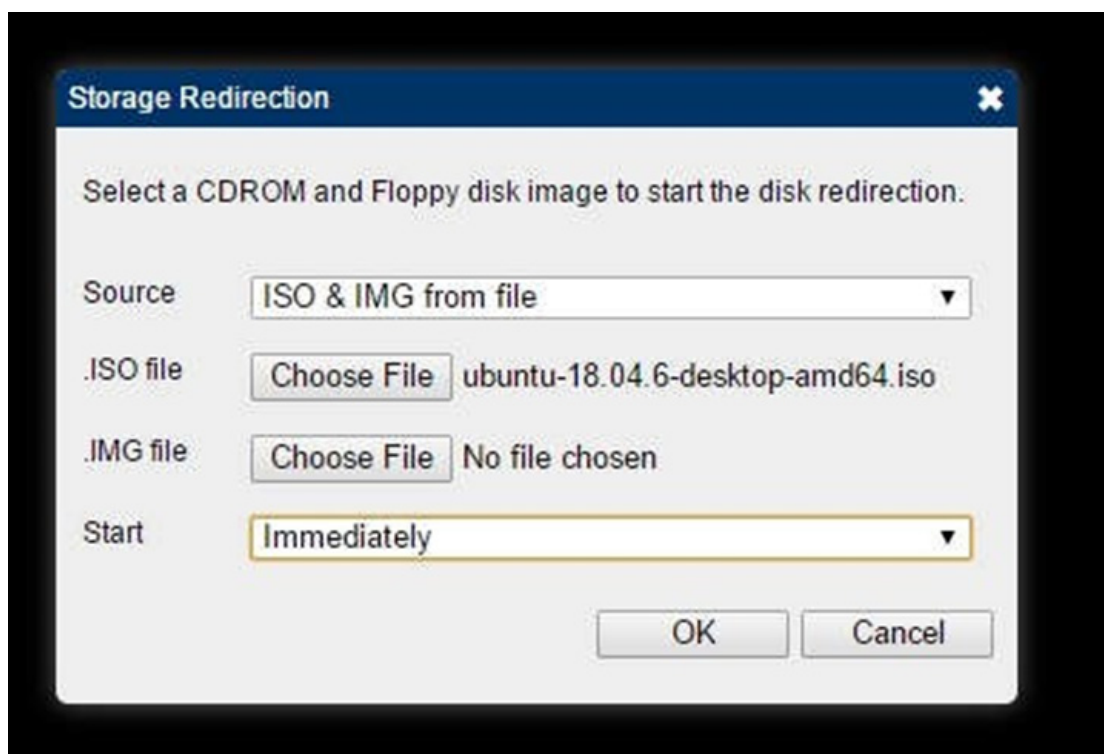 Storage Redirection
Select a CDROM and Floppy disk image to start the disk redirection.
Source ISO & IMG from file
.ISO file Choose File ubuntu-18.04.6-desktop-amd64.iso
.IMG file Choose File No file chosen
Start Immediately
OK Cancel